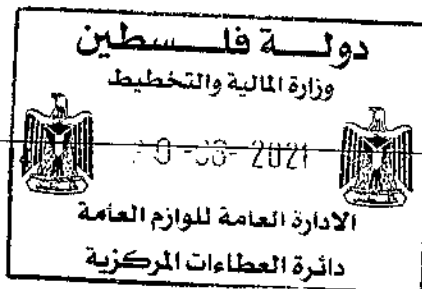 دولة فلسطين
وزارة المالية والتخطيط
2021
الادارة العامة للوازم العامة
دائرة العطاءات المركزية